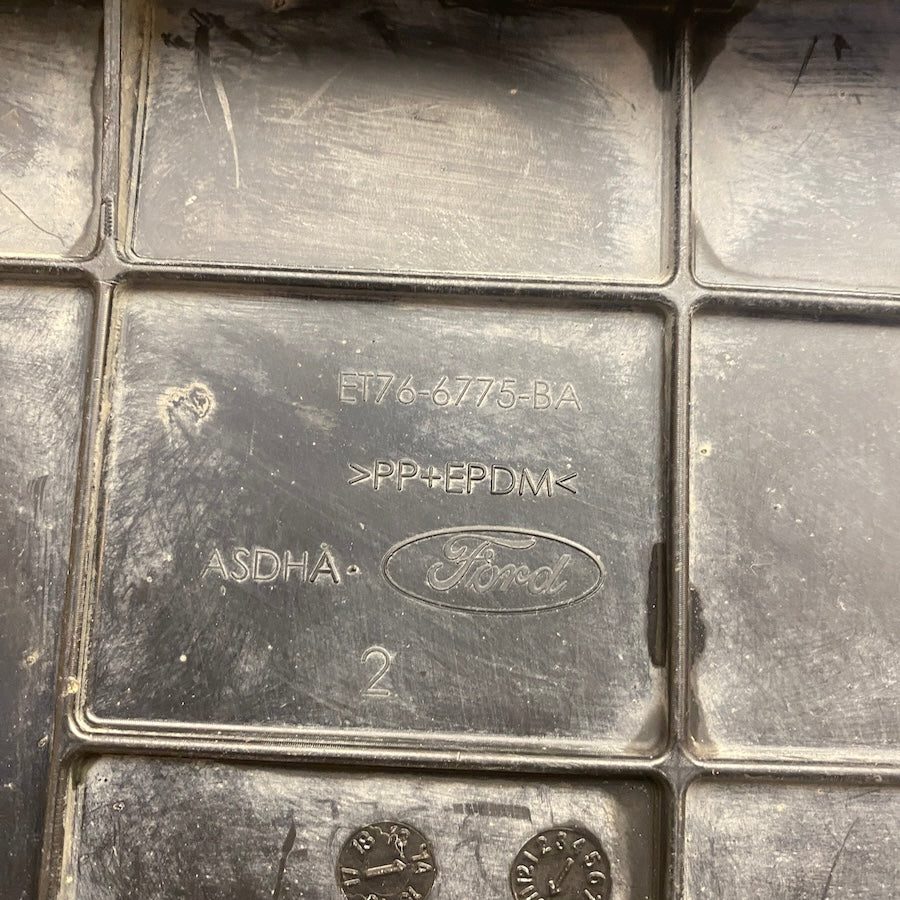 ET76-6775-BA
>PP+EPDM<
ASDHA
Ford
2